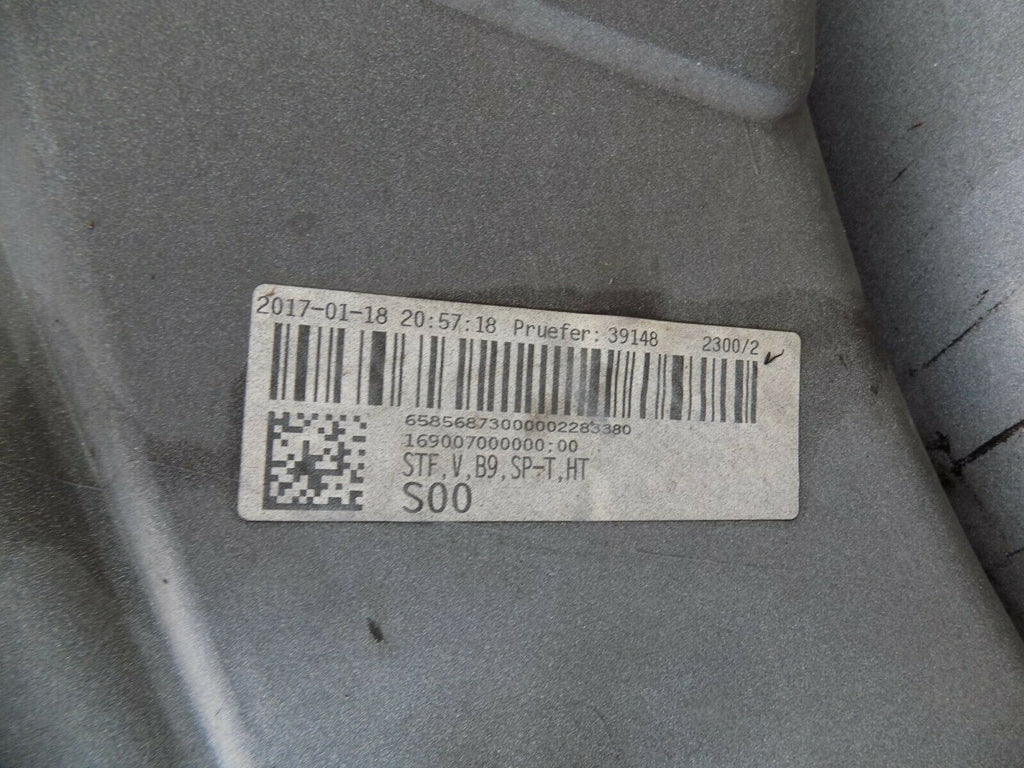 2017-01-18 20:57:18 Pruefer: 39148 2300/2
658568730000002283380
169007000000;00
STF,V,B9,SP-T,HT
S00